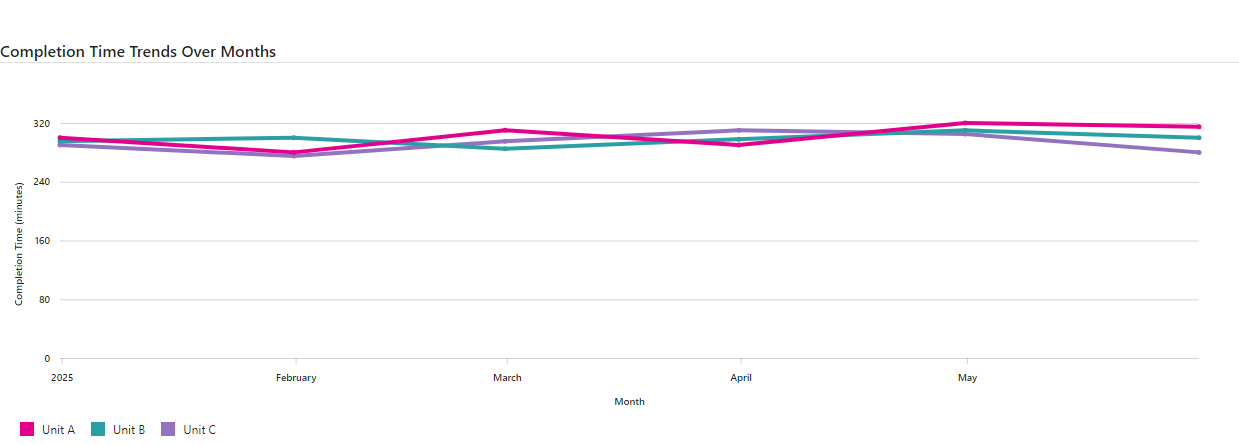 Completion Time Trends Over Months
320
240
160
80
0
Completion Time (minutes)
2025 February March April May
Month
Unit A Unit B Unit C